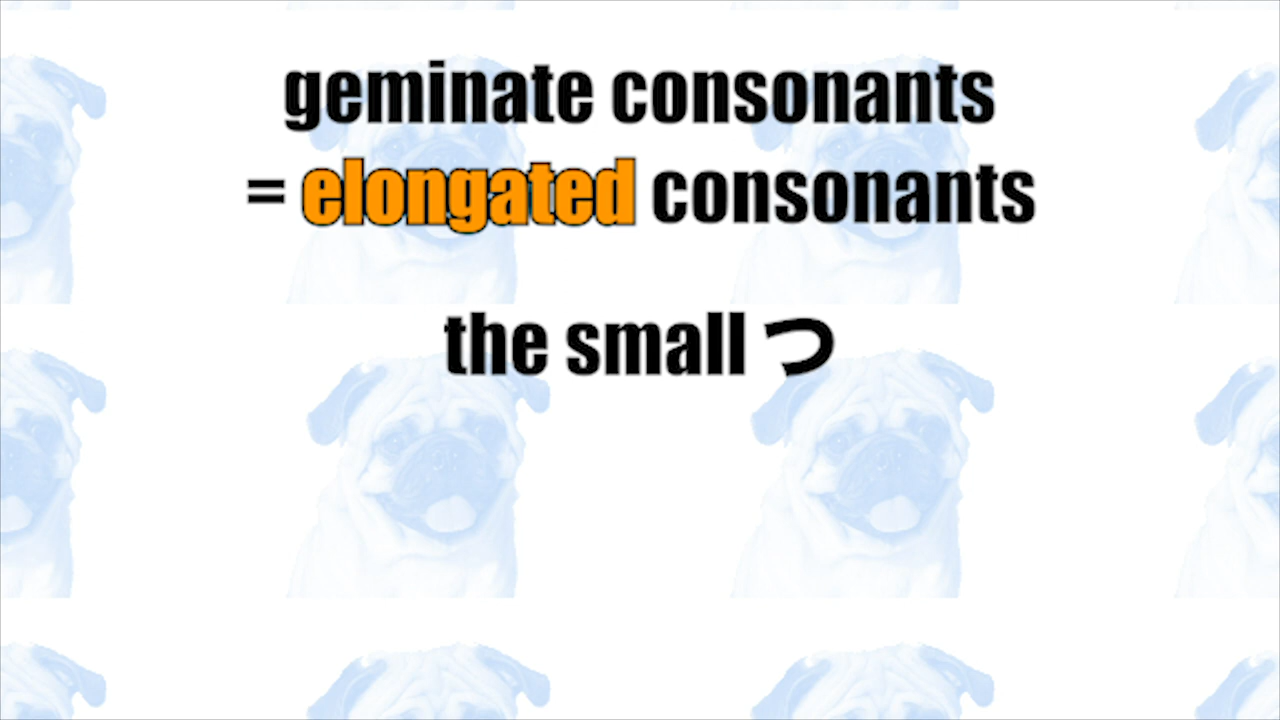 geminate consonants
= elongated consonants
the small つ